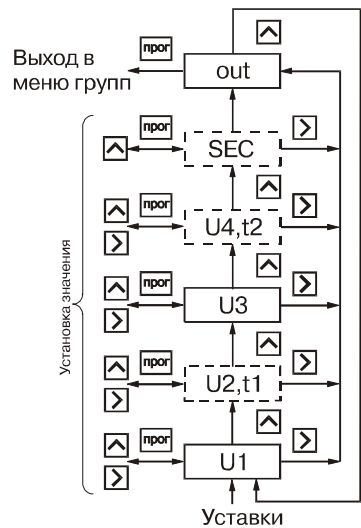 прог
Выход в
меню групп
out
прог
SEC
прог
U4,t2
Установка значения
прог
U3
прог
U2,t1
прог
U1
Уставки